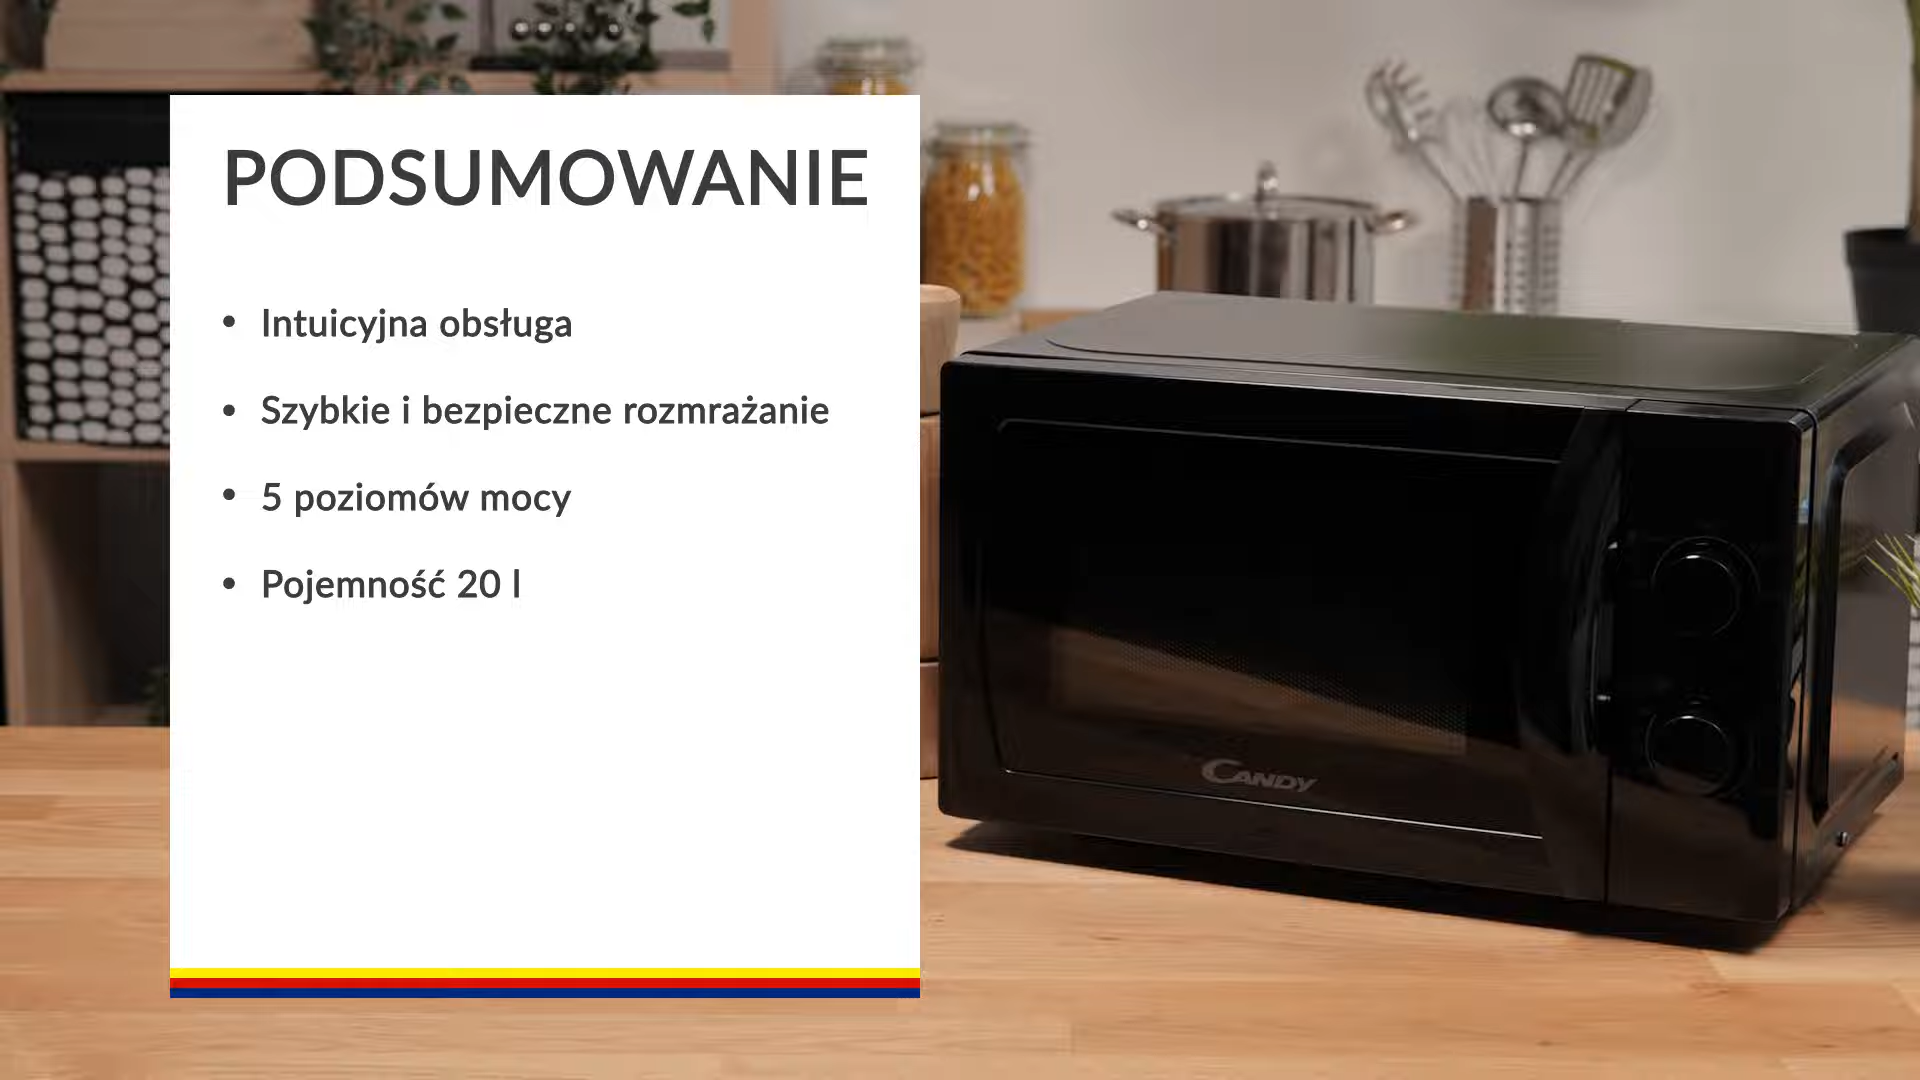 PODSUMOWANIE
• Intuicyjna obsługa
• Szybkie i bezpieczne rozmrażanie
• 5 poziomów mocy
• Pojemność 20 l
CANDY